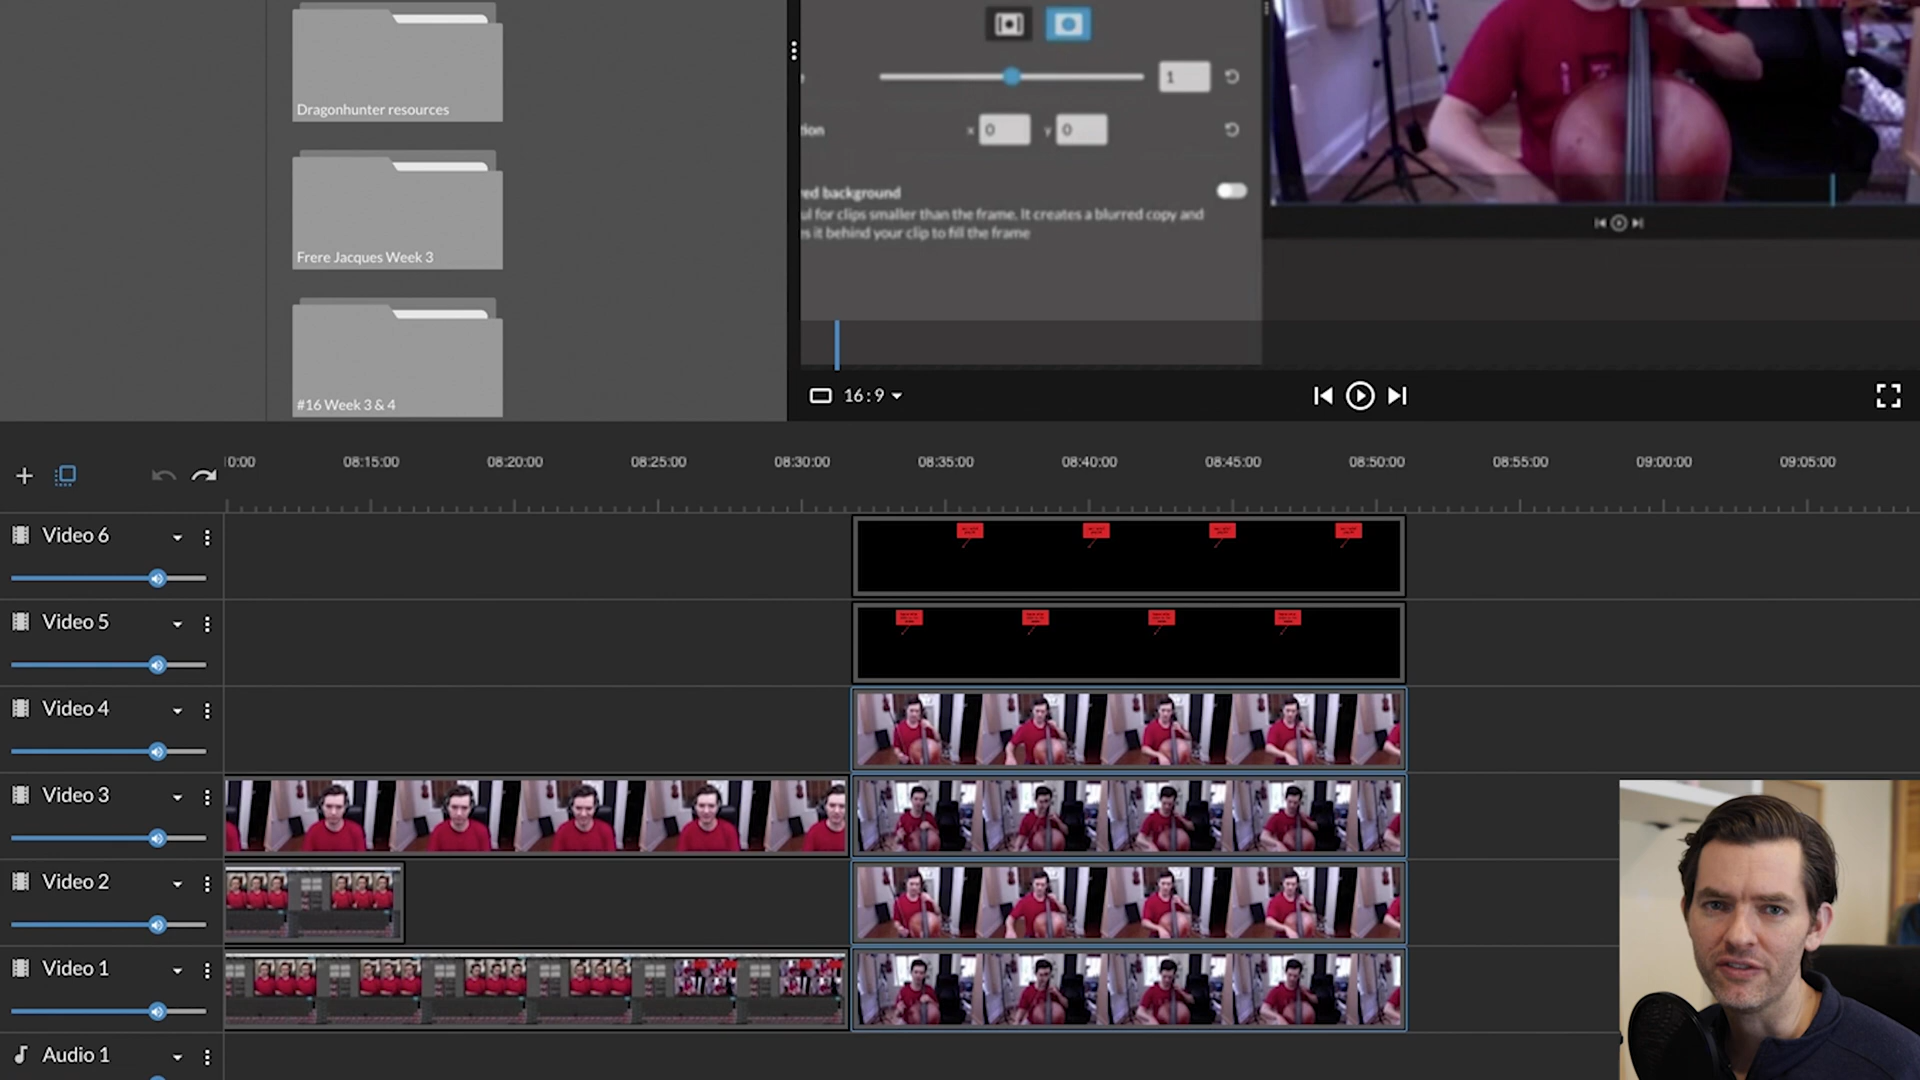 Dragonhunter resources
Frere Jacques Week 3
#16 Week 3 & 4
1
tion
x 0 y 0
ed background
ul for clips smaller than the frame. It creates a blurred copy and
s it behind your clip to fill the frame
16:9
0:00 08:15:00 08:20:00 08:25:00 08:30:00 08:35:00 08:40:00 08:45:00 08:50:00 08:55:00 09:00:00 09:05:00
Video 6
Video 5
Video 4
Video 3
Video 2
Video 1
Audio 1